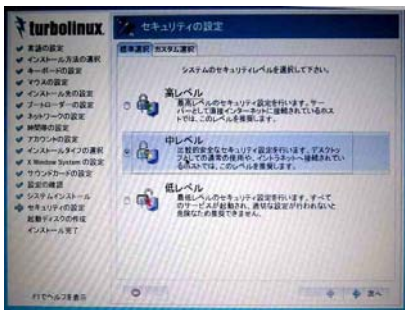 turbolinux
セキュリティの設定
言語の設定
インストール方法の選択
キーボードの設定
マウスの設定
インストール先の設定
ブートローダーの設定
ネットワークの設定
時間帯の設定
アカウントの設定
インストールタイプの選択
X Window System の設定
サウンドカードの設定
設定の確認
システムインストール
セキュリティの設定
起動ディスクの作成
インストール完了
F1でヘルプを表示
標準選択 カスタム選択
システムのセキュリティレベルを選択して下さい。
高レベル
最高レベルのセキュリティ設定を行います。サー
バーとして直接インターネットに接続されているホス
トでは、このレベルを推奨します。
中レベル
比較的安全なセキュリティ設定を行います。デスクトッ
プとしての通常の使用や、イントラネットへ接続されてい
るホストでは、このレベルを推奨します。
低レベル
最低レベルのセキュリティ設定を行います。すべて
のサービスが起動され、適切な設定が行われないと
危険なため推奨できません。
次へ